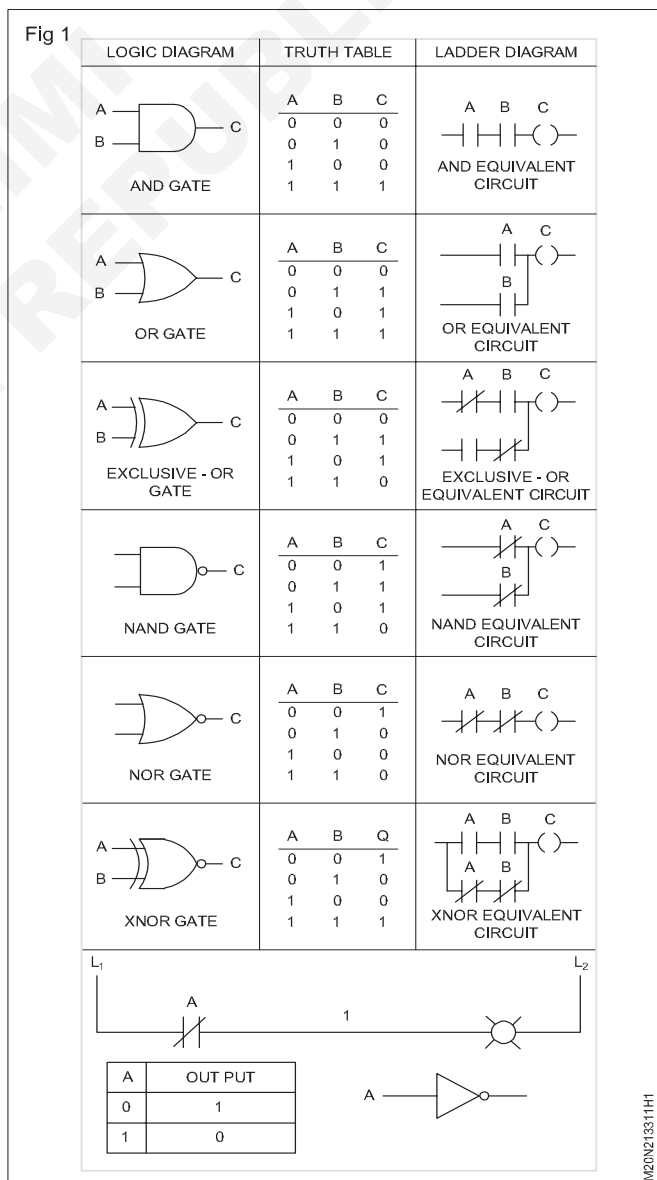 Fig 1
LOGIC DIAGRAM TRUTH TABLE LADDER DIAGRAM
A
B
C
AND GATE
A B C
0 0 0
0 1 0
1 0 0
1 1 1
A B C
AND EQUIVALENT
CIRCUIT
A
B
C
OR GATE
A B C
0 0 0
0 1 1
1 0 1
1 1 1
A C
B
OR EQUIVALENT
CIRCUIT
A
B
C
EXCLUSIVE - OR
GATE
A B C
0 0 0
0 1 1
1 0 1
1 1 0
A B C
EXCLUSIVE - OR
EQUIVALENT CIRCUIT
C
NAND GATE
A B C
0 0 1
0 1 1
1 0 1
1 1 0
A C
B
NAND EQUIVALENT
CIRCUIT
C
NOR GATE
A B C
0 0 1
0 1 0
1 0 0
1 1 0
A B C
NOR EQUIVALENT
CIRCUIT
A
B
C
XNOR GATE
A B Q
0 0 1
0 1 0
1 0 0
1 1 1
A B C
A B
XNOR EQUIVALENT
CIRCUIT
L1 L2
A
1
A OUT PUT
0 1
1 0
A
M20N213311H1